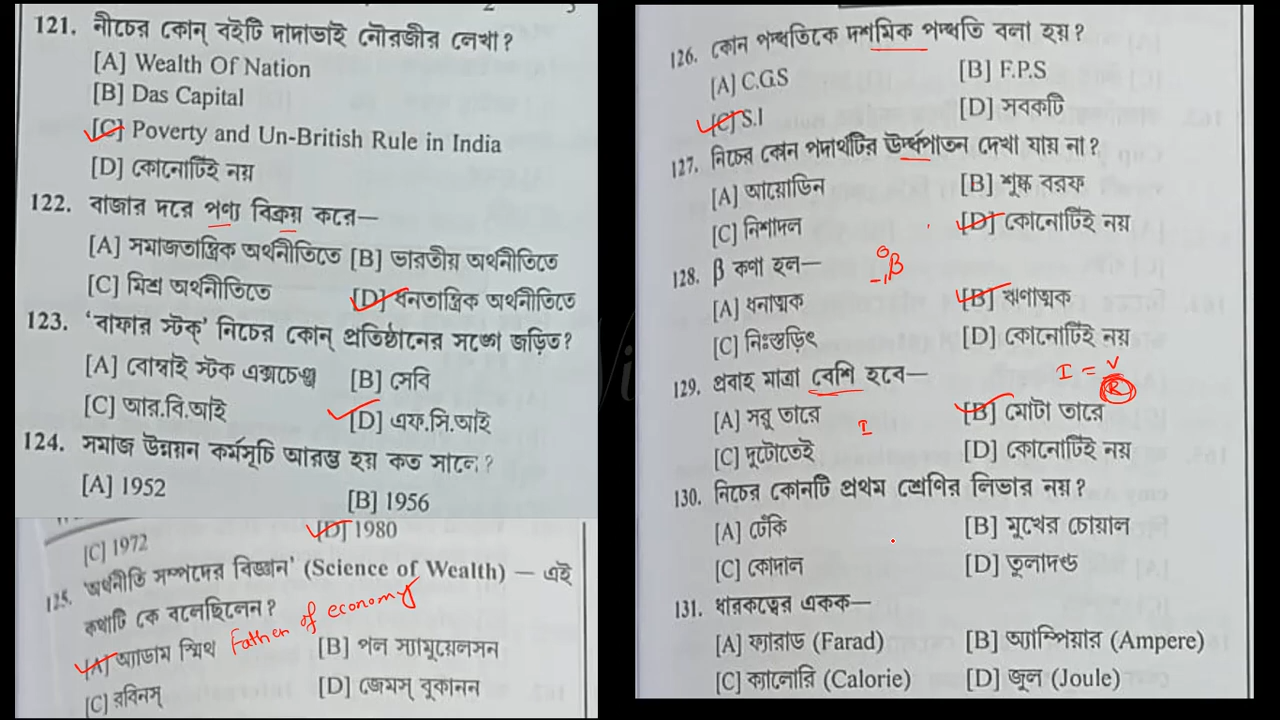 121. নীচের কোন্ বইটি দাদাভাই নৌরজীর লেখা?
[A] Wealth Of Nation
[B] Das Capital
[C] Poverty and Un-British Rule in India
[D] কোনোটিই নয়
122. বাজার দরে পণ্য বিক্রয় করে—
[A] সমাজতান্ত্রিক অর্থনীতিতে [B] ভারতীয় অর্থনীতিতে
[C] মিশ্র অর্থনীতিতে [D] ধনতান্ত্রিক অর্থনীতিতে
123. ‘বাফার স্টক্’ নিচের কোন্ প্রতিষ্ঠানের সঙ্গে জড়িত?
[A] বোম্বাই স্টক এক্সচেঞ্জ [B] সেবি
[C] আর.বি.আই [D] এফ.সি.আই
124. সমাজ উন্নয়ন কর্মসূচি আরম্ভ হয় কত সালে?
[A] 1952 [B] 1956
[C] 1972 [D] 1980
125. ‘অর্থনীতি সম্পদের বিজ্ঞান’ (Science of Wealth) — এই
কথাটি কে বলেছিলেন?
Father of economy
[A] অ্যাডাম স্মিথ [B] পল স্যামুয়েলসন
[C] রবিনস্ [D] জেমস্ বুকানন
126. কোন পদ্ধতিকে দশমিক পদ্ধতি বলা হয়?
[A] C.G.S [B] F.P.S
[C] S.I [D] সবকটি
127. নিচের কোন পদার্থটির ঊর্ধ্বপাতন দেখা যায় না?
[A] আয়োডিন [B] শুষ্ক বরফ
[C] নিশাদল [D] কোনোটিই নয়
128. β কণা হল— ⁰₋₁β
[A] ধনাত্মক [B] ঋণাত্মক
[C] নিঃস্তড়িৎ [D] কোনোটিই নয়
129. প্রবাহ মাত্রা বেশি হবে— I = V/R
[A] সরু তারে [B] মোটা তারে
I
[C] দুটোতেই [D] কোনোটিই নয়
130. নিচের কোনটি প্রথম শ্রেণির লিভার নয়?
[A] ঢেঁকি [B] মুখের চোয়াল
[C] কোদাল [D] তুলাদণ্ড
131. ধারকত্বের একক—
[A] ফ্যারাড (Farad) [B] অ্যাম্পিয়ার (Ampere)
[C] ক্যালোরি (Calorie) [D] জুল (Joule)